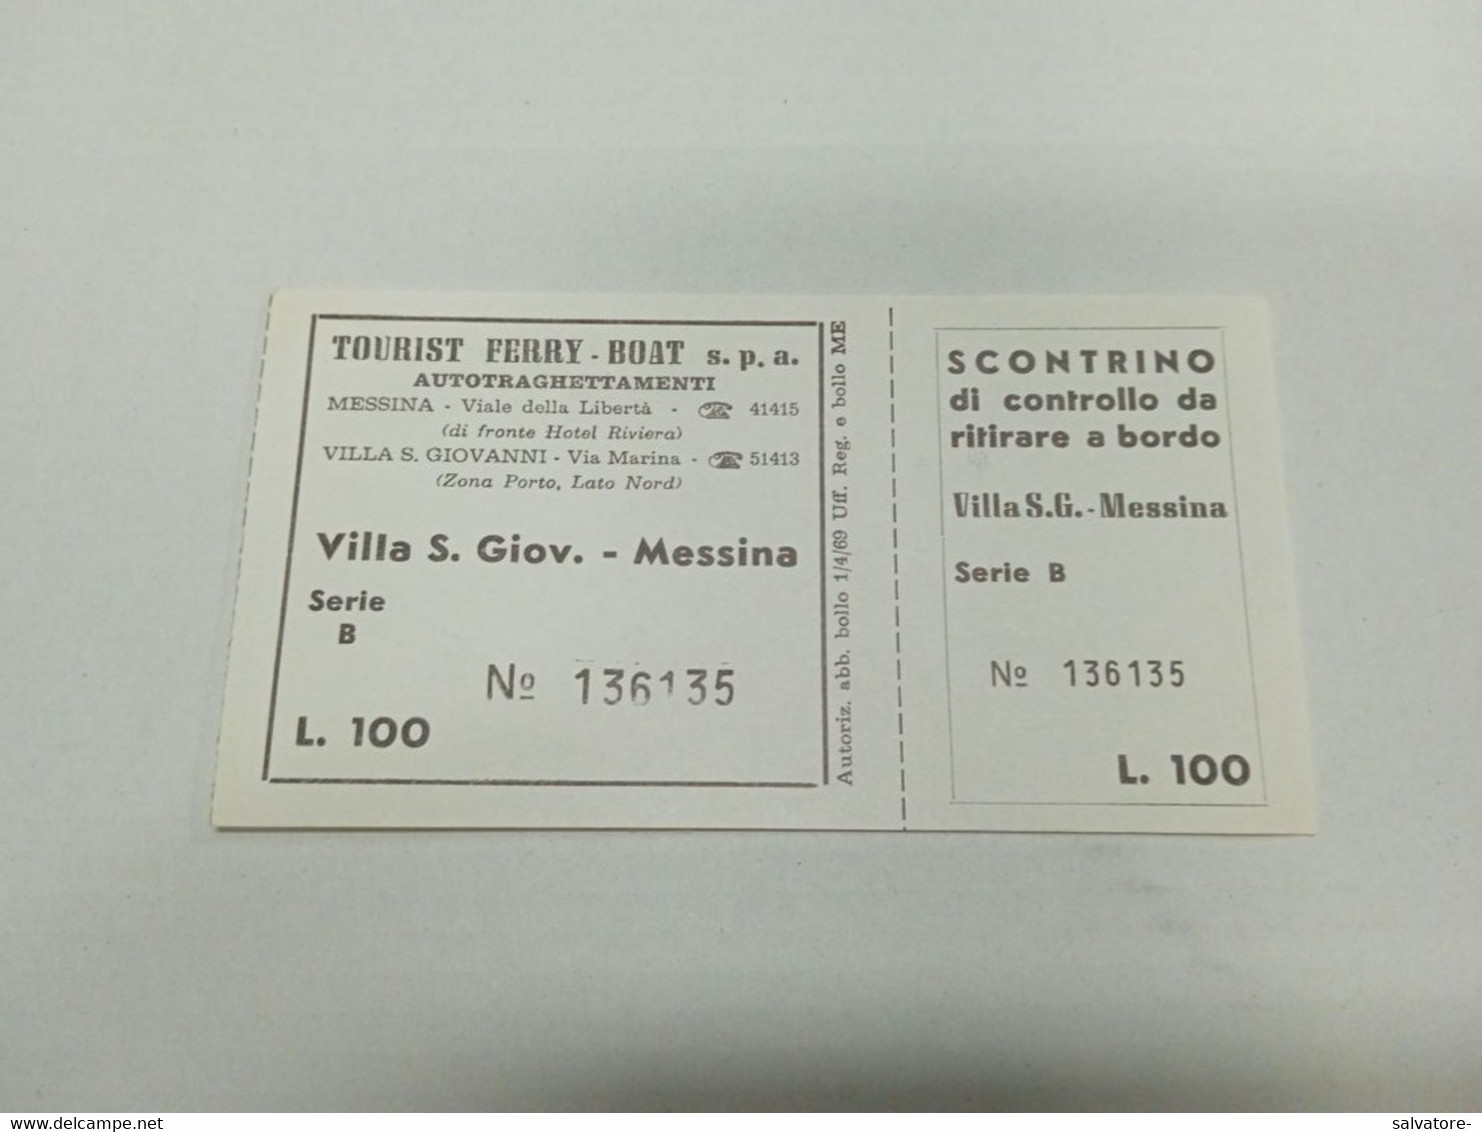 TOURIST FERRY - BOAT s. p. a.
AUTOTRAGHETTAMENTI
MESSINA - Viale della Libertà - ☎ 41415
(di fronte Hotel Riviera)
VILLA S. GIOVANNI - Via Marina - ☎ 51413
(Zona Porto, Lato Nord)
Villa S. Giov. - Messina
Serie
B
Nº 136135
L. 100
Autoriz. abb. bollo 1/4/69 Uff. Reg. e bollo ME
SCONTRINO
di controllo da
ritirare a bordo
Villa S.G. - Messina
Serie B
Nº 136135
L. 100
delcampe.net
salvatore-